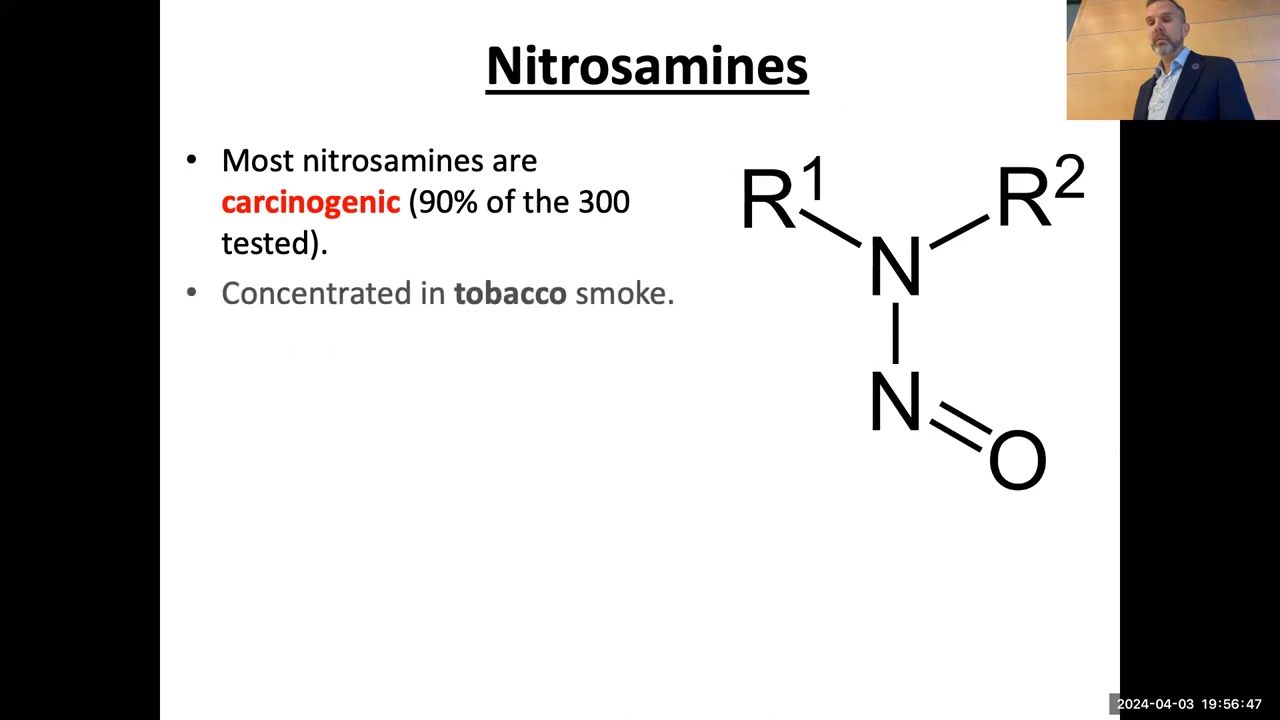 Nitrosamines
• Most nitrosamines are
carcinogenic (90% of the 300
tested).
• Concentrated in tobacco smoke.
R1
R2
N
N
O
2024-04-03 19:56:47